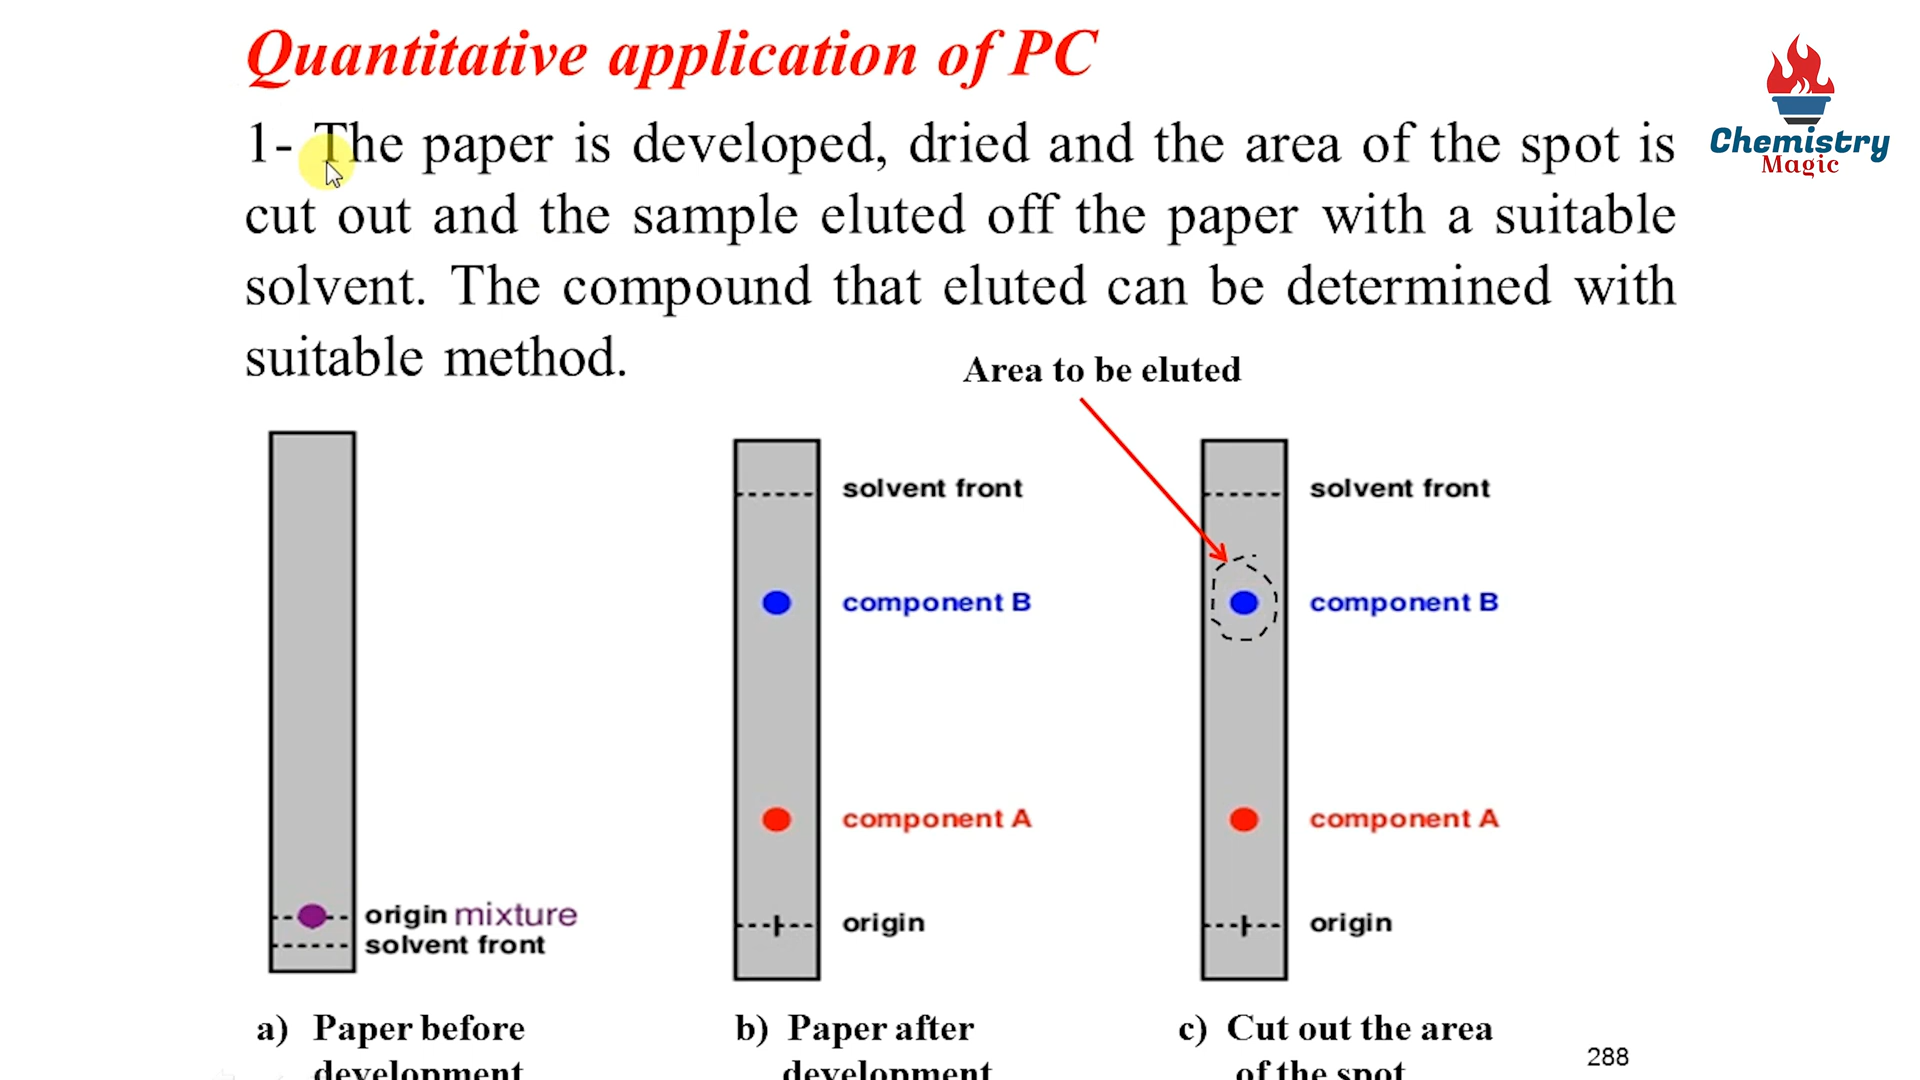 Quantitative application of PC
Chemistry
Magic
1- The paper is developed, dried and the area of the spot is
cut out and the sample eluted off the paper with a suitable
solvent. The compound that eluted can be determined with
suitable method.
Area to be eluted
origin mixture
solvent front
solvent front
component B
component A
origin
solvent front
component B
component A
origin
a) Paper before
development
b) Paper after
development
c) Cut out the area
of the spot
288